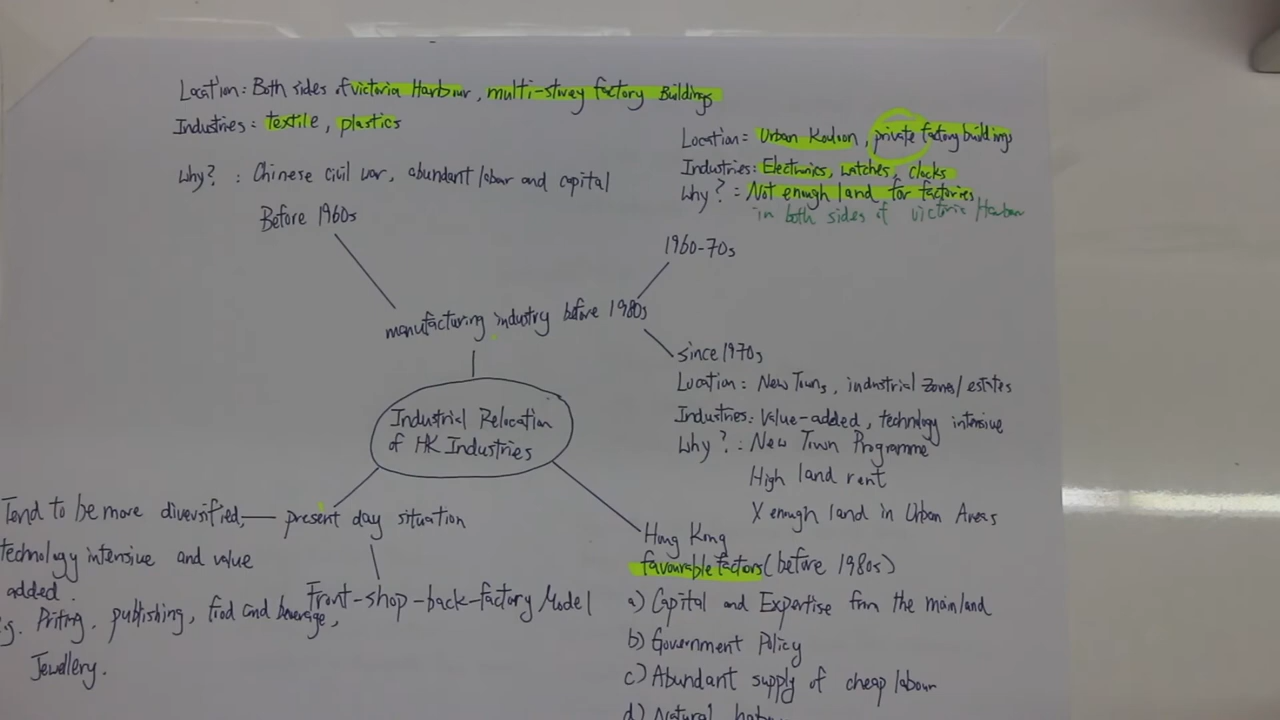 Location: Both sides of Victoria Harbour, multi-storey factory Buildings
Industries: textile, plastics
Why? : Chinese civil war, abundant labor and capital
Before 1960s
Location: Urban Kowloon, private factory buildings
Industries: Electronics, watches, clocks
Why? : Not enough land for factories
in both sides of victoria Harbour
1960-70s
manufacturing industry before 1980s
since 1970s
Location: New Towns, industrial zones/estates
Industries: Value-added, technology intensive
Why? : New Town Programme
High land rent
X enough land in Urban Areas
Industrial Relocation
of HK Industries
present day situation
Tend to be more diversified,
technology intensive and value
added.
e.g. Priting, publishing, food and beverage,
Jewellery.
Front-shop-back-factory Model
Hong Kong
favourable factors (before 1980s)
a) Capital and Expertise from the mainland
b) Government Policy
c) Abundant supply of cheap labour
d) Natural